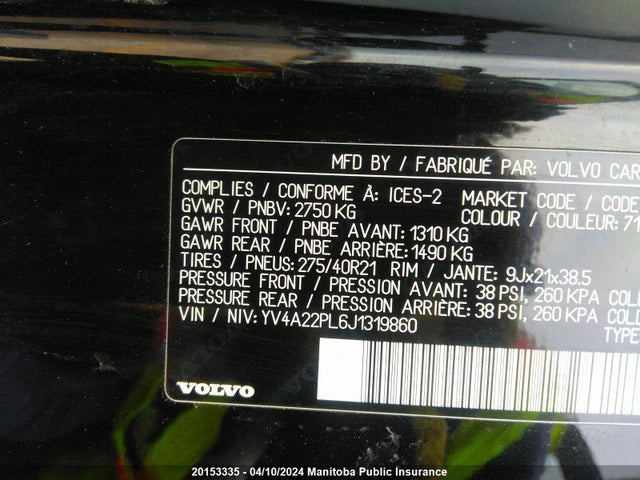 MFD BY / FABRIQUÉ PAR: VOLVO CAR
COMPLIES / CONFORME À: ICES-2 MARKET CODE / CODE
GVWR / PNBV: 2750 KG COLOUR / COULEUR: 71
GAWR FRONT / PNBE AVANT: 1310 KG
GAWR REAR / PNBE ARRIÈRE: 1490 KG
TIRES / PNEUS: 275/40R21 RIM / JANTE: 9Jx21x38.5
PRESSURE FRONT / PRESSION AVANT: 38 PSI, 260 KPA COLD
PRESSURE REAR / PRESSION ARRIÈRE: 38 PSI, 260 KPA
VIN / NIV: YV4A22PL6J1319860 TYPE
VOLVO
20153335 - 04/10/2024 Manitoba Public Insurance